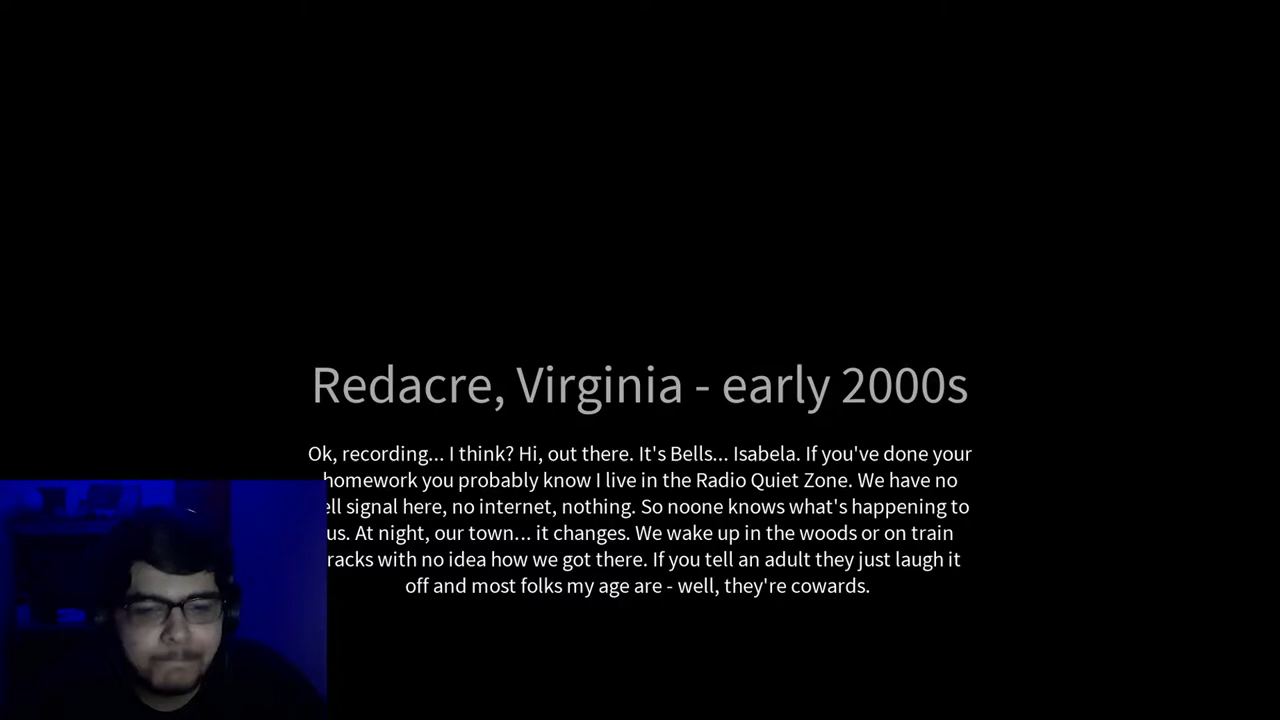 Redacre, Virginia - early 2000s
Ok, recording... I think? Hi, out there. It's Bells... Isabela. If you've done your
homework you probably know I live in the Radio Quiet Zone. We have no
signal here, no internet, nothing. So noone knows what's happening to
us. At night, our town... it changes. We wake up in the woods or on train
with no idea how we got there. If you tell an adult they just laugh it
off and most folks my age are - well, they're cowards.